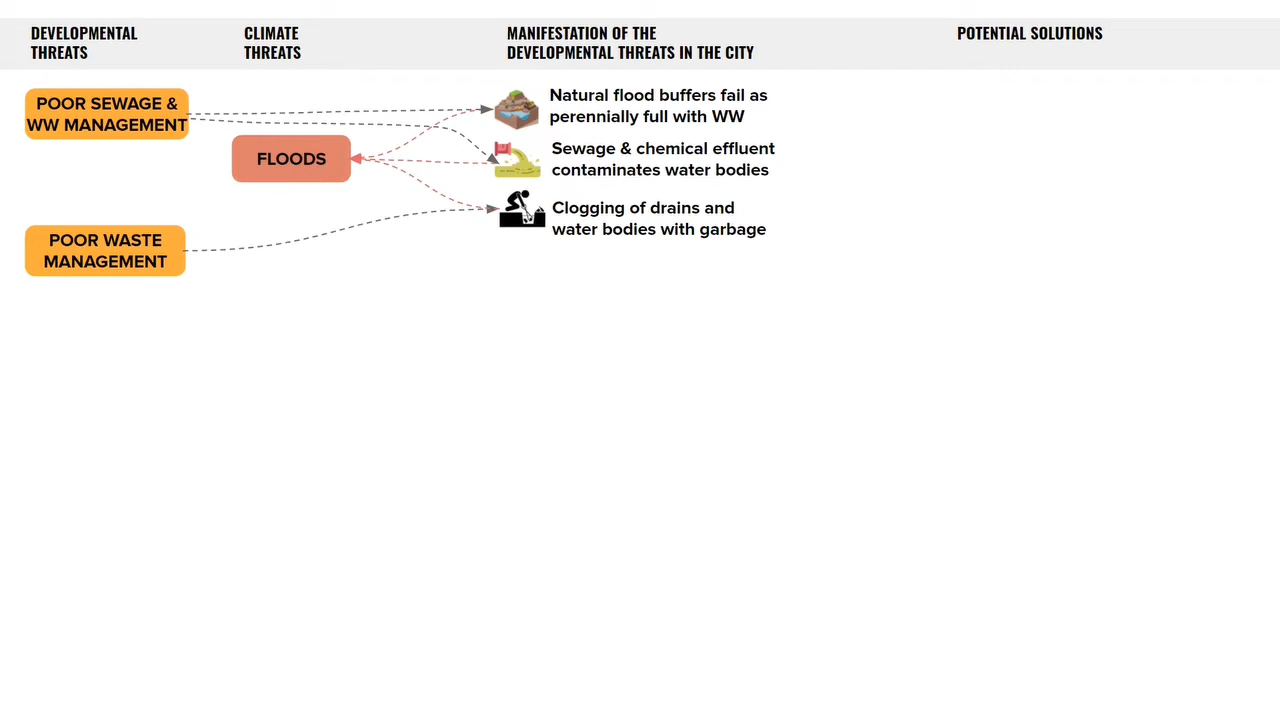 DEVELOPMENTAL
THREATS
CLIMATE
THREATS
MANIFESTATION OF THE
DEVELOPMENTAL THREATS IN THE CITY
POTENTIAL SOLUTIONS
POOR SEWAGE &
WW MANAGEMENT
FLOODS
POOR WASTE
MANAGEMENT
Natural flood buffers fail as
perennially full with WW
Sewage & chemical effluent
contaminates water bodies
Clogging of drains and
water bodies with garbage